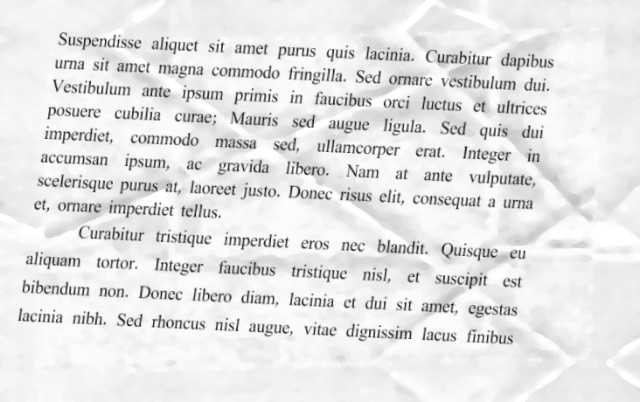 Suspendisse aliquet sit amet purus quis lacinia. Curabitur dapibus
urna sit amet magna commodo fringilla. Sed ornare vestibulum dui.
Vestibulum ante ipsum primis in faucibus orci luctus et ultrices
posuere cubilia curae; Mauris sed augue ligula. Sed quis dui
imperdiet, commodo massa sed, ullamcorper erat. Integer in
accumsan ipsum, ac gravida libero. Nam at ante vulputate,
scelerisque purus at, laoreet justo. Donec risus elit, consequat a urna
et, ornare imperdiet tellus.
Curabitur tristique imperdiet eros nec blandit. Quisque eu
aliquam tortor. Integer faucibus tristique nisl, et suscipit est
bibendum non. Donec libero diam, lacinia et dui sit amet, egestas
lacinia nibh. Sed rhoncus nisl augue, vitae dignissim lacus finibus